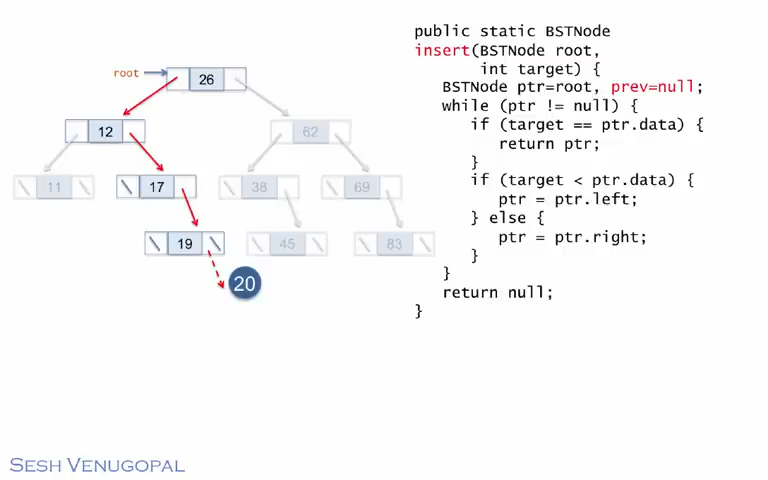 public static BSTNode
insert(BSTNode root,
int target) {
BSTNode ptr=root, prev=null;
while (ptr != null) {
if (target == ptr.data) {
return ptr;
}
if (target < ptr.data) {
ptr = ptr.left;
} else {
ptr = ptr.right;
}
}
return null;
}
root
26
12
62
11
17
38
69
19
45
83
20
SESH VENUGOPAL